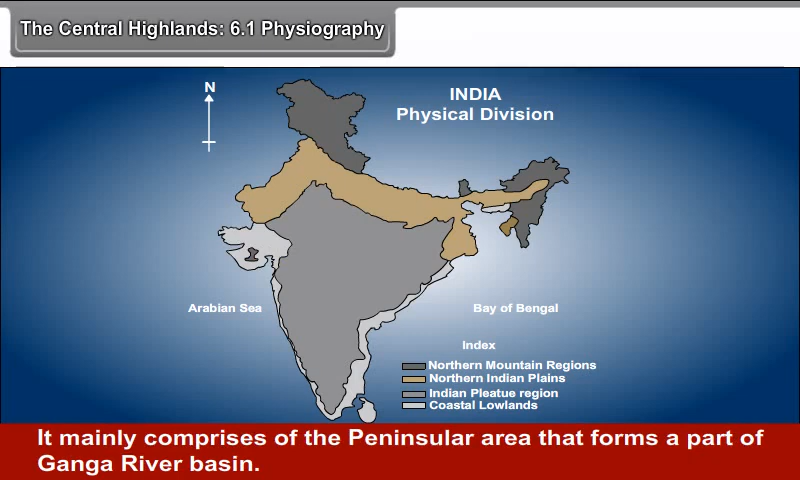 The Central Highlands: 6.1 Physiography
N
INDIA
Physical Division
Arabian Sea
Bay of Bengal
Index
Northern Mountain Regions
Northern Indian Plains
Indian Pleatue region
Coastal Lowlands
It mainly comprises of the Peninsular area that forms a part of
Ganga River basin.